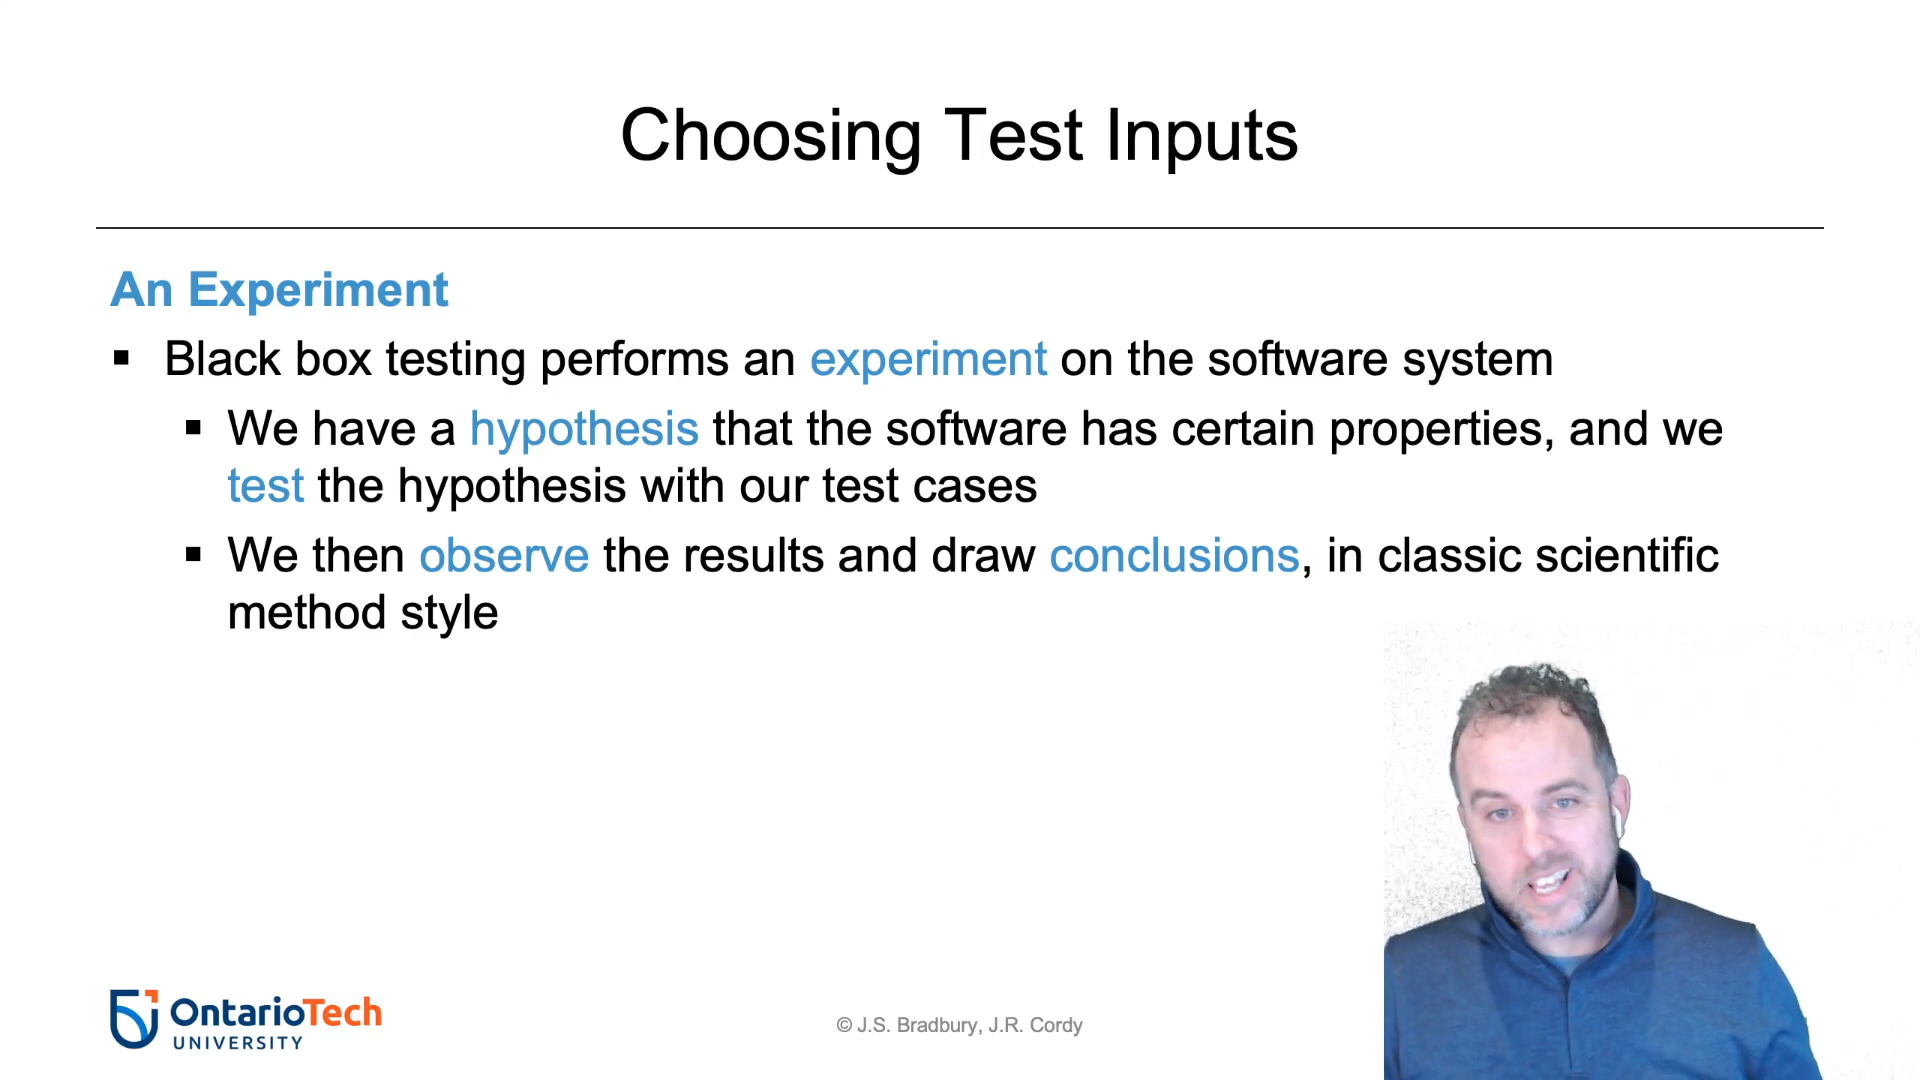 Choosing Test Inputs
An Experiment
▪ Black box testing performs an experiment on the software system
▪ We have a hypothesis that the software has certain properties, and we
test the hypothesis with our test cases
▪ We then observe the results and draw conclusions, in classic scientific
method style
OntarioTech
UNIVERSITY
© J.S. Bradbury, J.R. Cordy